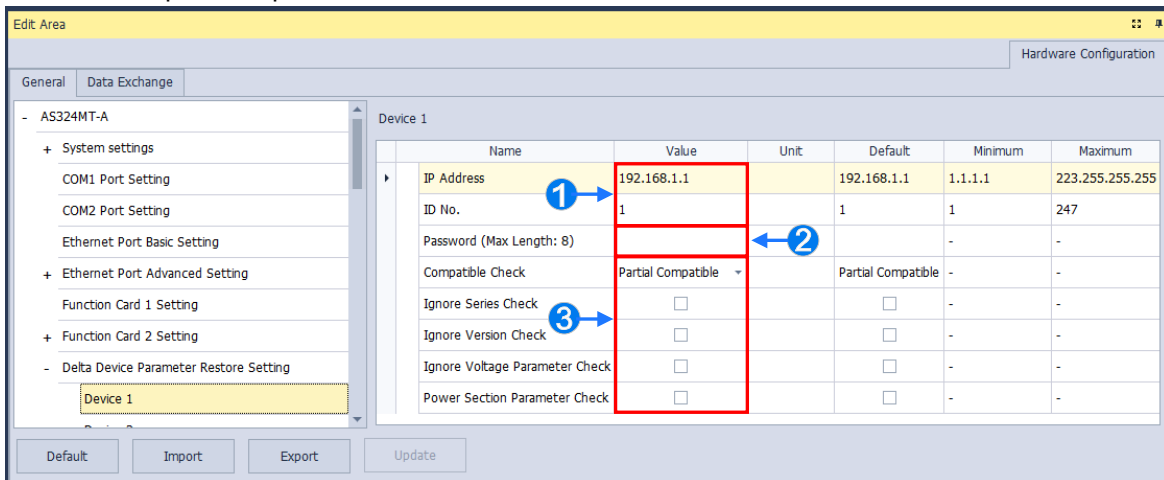 Edit Area
Hardware Configuration
General Data Exchange
- AS324MT-A
+ System settings
COM1 Port Setting
COM2 Port Setting
Ethernet Port Basic Setting
+ Ethernet Port Advanced Setting
Function Card 1 Setting
+ Function Card 2 Setting
- Delta Device Parameter Restore Setting
Device 1
Device 1
Name Value Unit Default Minimum Maximum
IP Address 192.168.1.1 192.168.1.1 1.1.1.1 223.255.255.255
1
ID No. 1 1 1 247
Password (Max Length: 8) - -
2
Compatible Check Partial Compatible Partial Compatible - -
Ignore Series Check - -
3
Ignore Version Check - -
Ignore Voltage Parameter Check - -
Power Section Parameter Check - -
Default Import Export Update